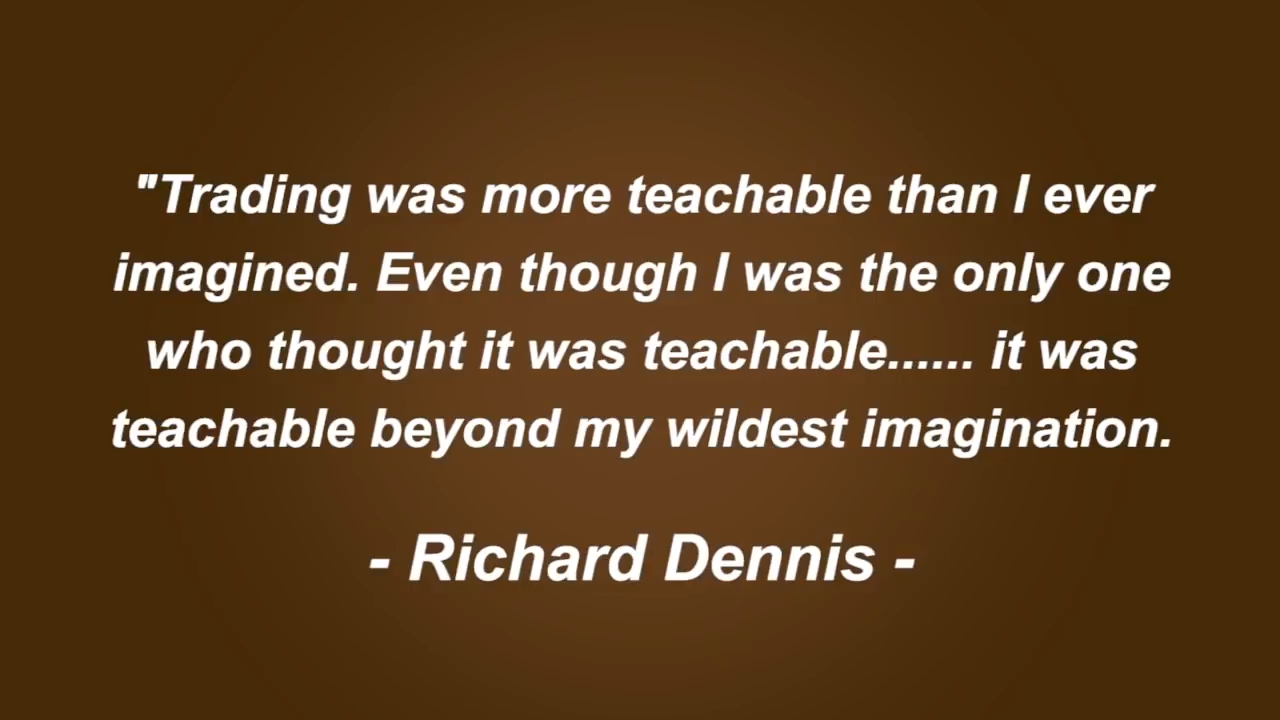 "Trading was more teachable than I ever
imagined. Even though I was the only one
who thought it was teachable...... it was
teachable beyond my wildest imagination.
- Richard Dennis -